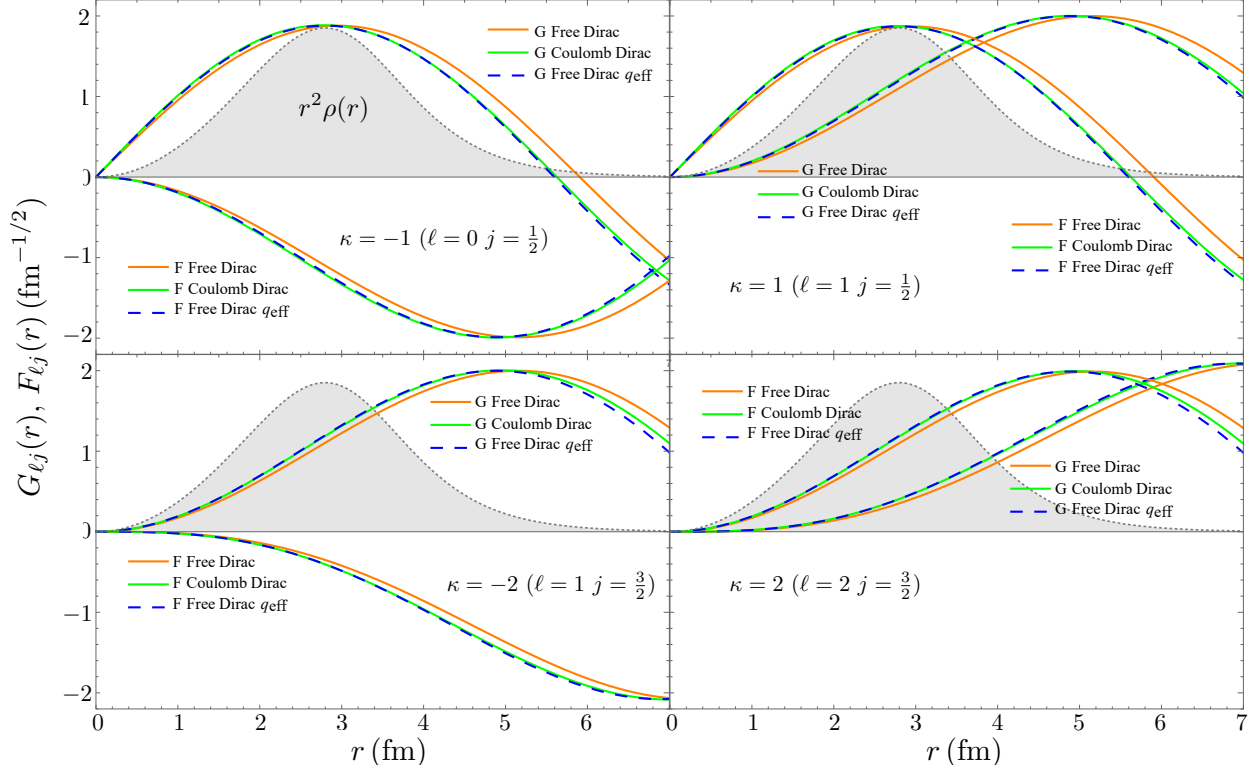 G_{ℓj}(r), F_{ℓj}(r) (fm^{−1/2})
2
1
0
−1
−2
G Free Dirac
G Coulomb Dirac
G Free Dirac q_eff
r²ρ(r)
κ = −1 (ℓ = 0 j = 1/2)
F Free Dirac
F Coulomb Dirac
F Free Dirac q_eff
G Free Dirac
G Coulomb Dirac
G Free Dirac q_eff
F Free Dirac
F Coulomb Dirac
F Free Dirac q_eff
κ = 1 (ℓ = 1 j = 1/2)
2
1
0
−1
−2
G Free Dirac
G Coulomb Dirac
G Free Dirac q_eff
F Free Dirac
F Coulomb Dirac
F Free Dirac q_eff
κ = −2 (ℓ = 1 j = 3/2)
F Free Dirac
F Coulomb Dirac
F Free Dirac q_eff
G Free Dirac
G Coulomb Dirac
G Free Dirac q_eff
κ = 2 (ℓ = 2 j = 3/2)
0 1 2 3 4 5 6
0 1 2 3 4 5 6 7
r (fm)
r (fm)